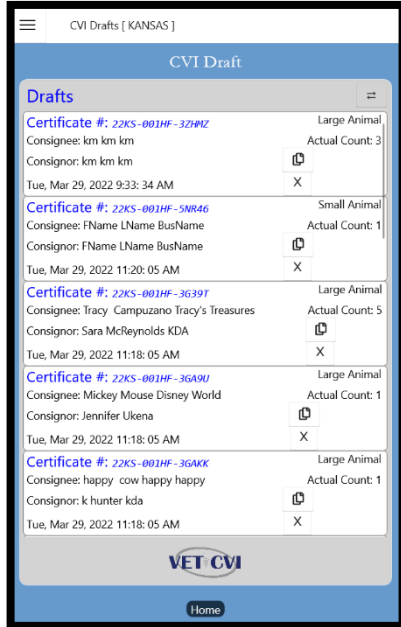 CVI Drafts [ KANSAS ]
CVI Draft
Drafts
Certificate #: 22KS-001HF-3ZHMZ Large Animal
Consignee: km km km Actual Count: 3
Consignor: km km km
Tue, Mar 29, 2022 9:33: 34 AM X
Certificate #: 22KS-001HF-5NR46 Small Animal
Consignee: FName LName BusName Actual Count: 1
Consignor: FName LName BusName
Tue, Mar 29, 2022 11:20: 05 AM X
Certificate #: 22KS-001HF-3G39T Large Animal
Consignee: Tracy Campuzano Tracy's Treasures Actual Count: 5
Consignor: Sara McReynolds KDA
Tue, Mar 29, 2022 11:18: 05 AM X
Certificate #: 22KS-001HF-3GA9U Large Animal
Consignee: Mickey Mouse Disney World Actual Count: 1
Consignor: Jennifer Ukena
Tue, Mar 29, 2022 11:18: 05 AM X
Certificate #: 22KS-001HF-3GAKK Large Animal
Consignee: happy cow happy happy Actual Count: 1
Consignor: k hunter kda
Tue, Mar 29, 2022 11:18: 05 AM X
VET CVI
Home